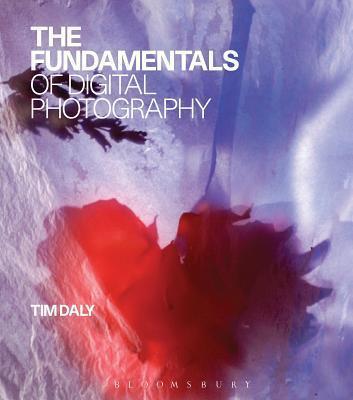 THE
FUNDAMENTALS
OF DIGITAL
PHOTOGRAPHY
TIM DALY
BLOOMSBURY